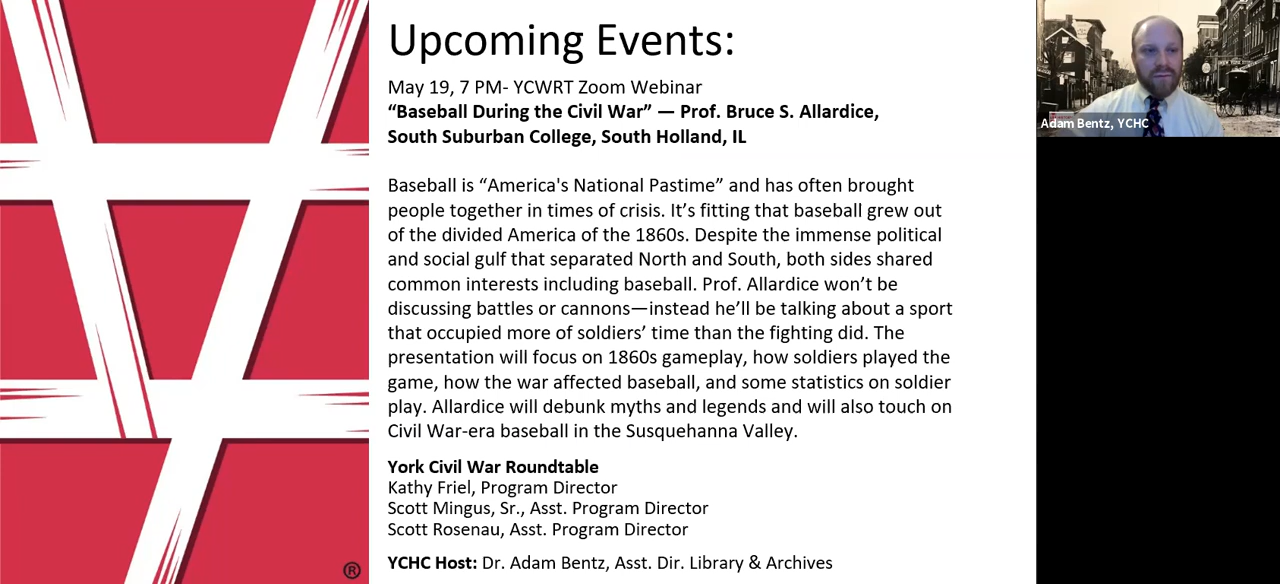 Upcoming Events:
May 19, 7 PM- YCWRT Zoom Webinar
“Baseball During the Civil War” — Prof. Bruce S. Allardice,
South Suburban College, South Holland, IL
Baseball is “America's National Pastime” and has often brought
people together in times of crisis. It’s fitting that baseball grew out
of the divided America of the 1860s. Despite the immense political
and social gulf that separated North and South, both sides shared
common interests including baseball. Prof. Allardice won’t be
discussing battles or cannons—instead he’ll be talking about a sport
that occupied more of soldiers’ time than the fighting did. The
presentation will focus on 1860s gameplay, how soldiers played the
game, how the war affected baseball, and some statistics on soldier
play. Allardice will debunk myths and legends and will also touch on
Civil War-era baseball in the Susquehanna Valley.
York Civil War Roundtable
Kathy Friel, Program Director
Scott Mingus, Sr., Asst. Program Director
Scott Rosenau, Asst. Program Director
YCHC Host: Dr. Adam Bentz, Asst. Dir. Library & Archives
®
Adam Bentz, YCHC